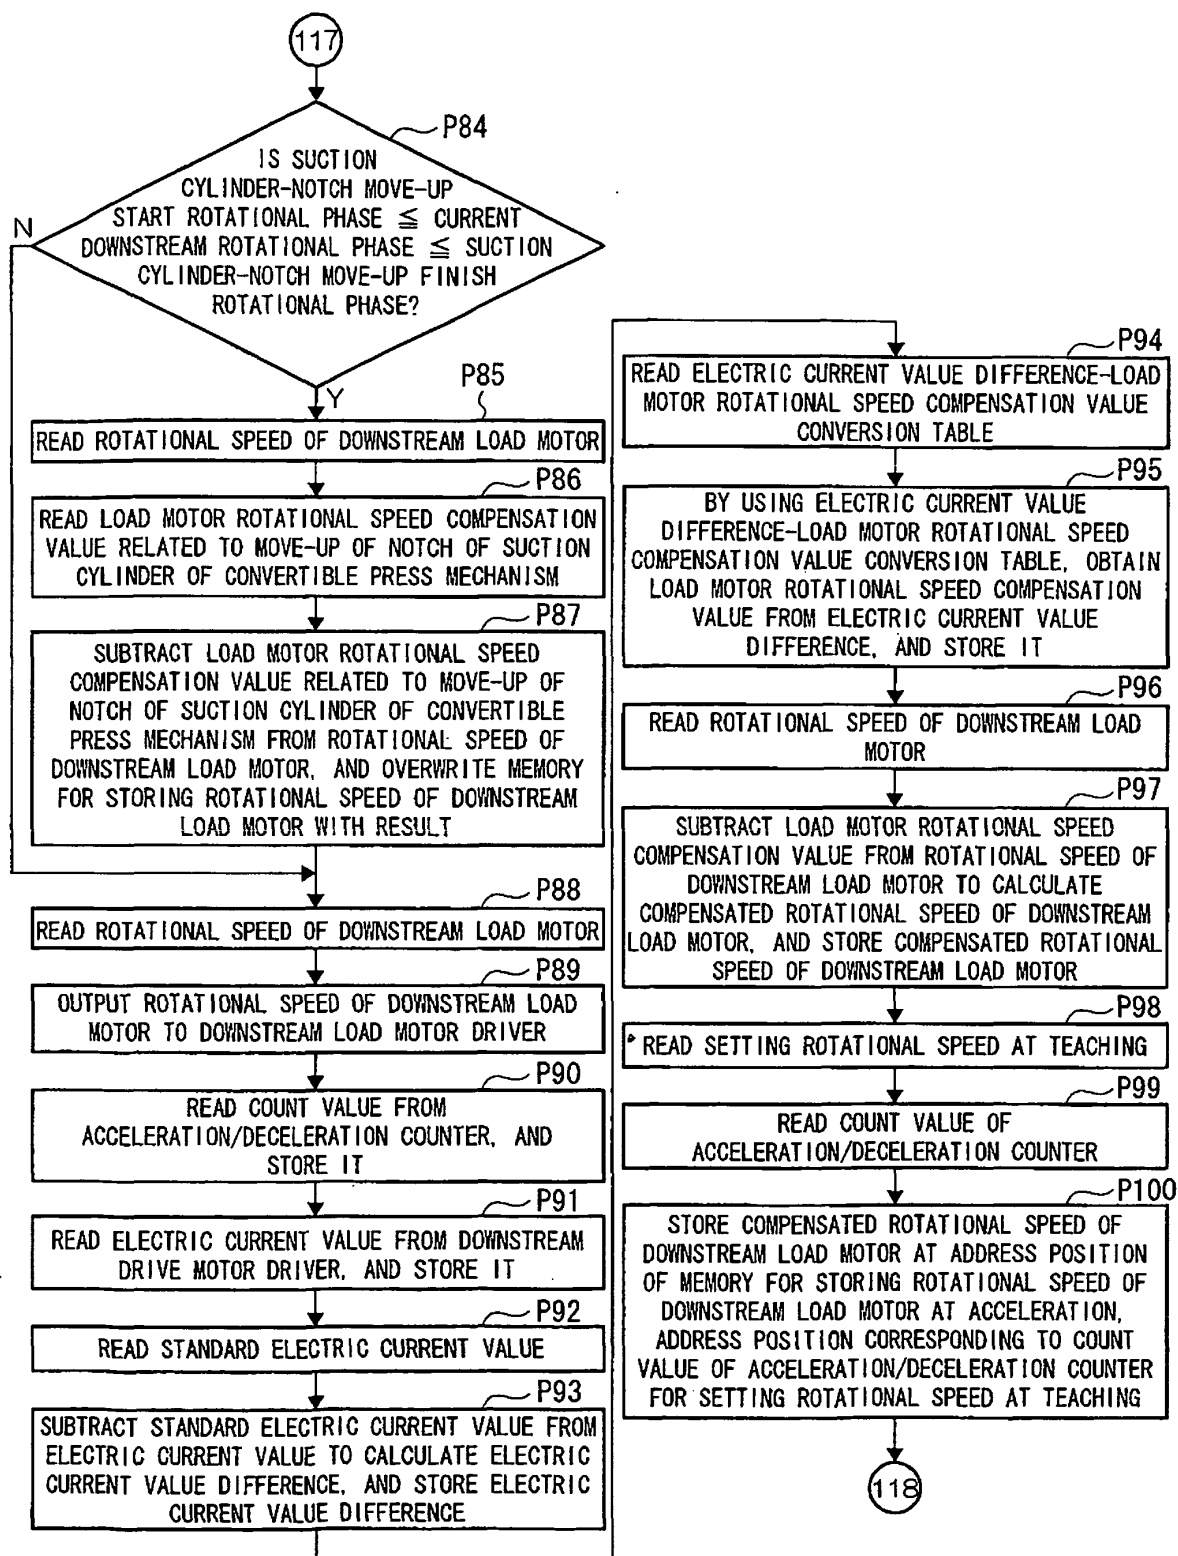 117
P84
IS SUCTION
CYLINDER-NOTCH MOVE-UP
START ROTATIONAL PHASE ≦ CURRENT
DOWNSTREAM ROTATIONAL PHASE ≦ SUCTION
CYLINDER-NOTCH MOVE-UP FINISH
ROTATIONAL PHASE?
N
Y
P85
READ ROTATIONAL SPEED OF DOWNSTREAM LOAD MOTOR
P86
READ LOAD MOTOR ROTATIONAL SPEED COMPENSATION
VALUE RELATED TO MOVE-UP OF NOTCH OF SUCTION
CYLINDER OF CONVERTIBLE PRESS MECHANISM
P87
SUBTRACT LOAD MOTOR ROTATIONAL SPEED
COMPENSATION VALUE RELATED TO MOVE-UP OF
NOTCH OF SUCTION CYLINDER OF CONVERTIBLE
PRESS MECHANISM FROM ROTATIONAL SPEED OF
DOWNSTREAM LOAD MOTOR, AND OVERWRITE MEMORY
FOR STORING ROTATIONAL SPEED OF DOWNSTREAM
LOAD MOTOR WITH RESULT
P88
READ ROTATIONAL SPEED OF DOWNSTREAM LOAD MOTOR
P89
OUTPUT ROTATIONAL SPEED OF DOWNSTREAM LOAD
MOTOR TO DOWNSTREAM LOAD MOTOR DRIVER
P90
READ COUNT VALUE FROM
ACCELERATION/DECELERATION COUNTER, AND
STORE IT
P91
READ ELECTRIC CURRENT VALUE FROM DOWNSTREAM
DRIVE MOTOR DRIVER, AND STORE IT
P92
READ STANDARD ELECTRIC CURRENT VALUE
P93
SUBTRACT STANDARD ELECTRIC CURRENT VALUE FROM
ELECTRIC CURRENT VALUE TO CALCULATE ELECTRIC
CURRENT VALUE DIFFERENCE, AND STORE ELECTRIC
CURRENT VALUE DIFFERENCE
P94
READ ELECTRIC CURRENT VALUE DIFFERENCE-LOAD
MOTOR ROTATIONAL SPEED COMPENSATION VALUE
CONVERSION TABLE
P95
BY USING ELECTRIC CURRENT VALUE
DIFFERENCE-LOAD MOTOR ROTATIONAL SPEED
COMPENSATION VALUE CONVERSION TABLE, OBTAIN
LOAD MOTOR ROTATIONAL SPEED COMPENSATION
VALUE FROM ELECTRIC CURRENT VALUE
DIFFERENCE, AND STORE IT
P96
READ ROTATIONAL SPEED OF DOWNSTREAM LOAD
MOTOR
P97
SUBTRACT LOAD MOTOR ROTATIONAL SPEED
COMPENSATION VALUE FROM ROTATIONAL SPEED OF
DOWNSTREAM LOAD MOTOR TO CALCULATE
COMPENSATED ROTATIONAL SPEED OF DOWNSTREAM
LOAD MOTOR, AND STORE COMPENSATED ROTATIONAL
SPEED OF DOWNSTREAM LOAD MOTOR
P98
READ SETTING ROTATIONAL SPEED AT TEACHING
P99
READ COUNT VALUE OF
ACCELERATION/DECELERATION COUNTER
P100
STORE COMPENSATED ROTATIONAL SPEED OF
DOWNSTREAM LOAD MOTOR AT ADDRESS POSITION
OF MEMORY FOR STORING ROTATIONAL SPEED OF
DOWNSTREAM LOAD MOTOR AT ACCELERATION,
ADDRESS POSITION CORRESPONDING TO COUNT
VALUE OF ACCELERATION/DECELERATION COUNTER
FOR SETTING ROTATIONAL SPEED AT TEACHING
118